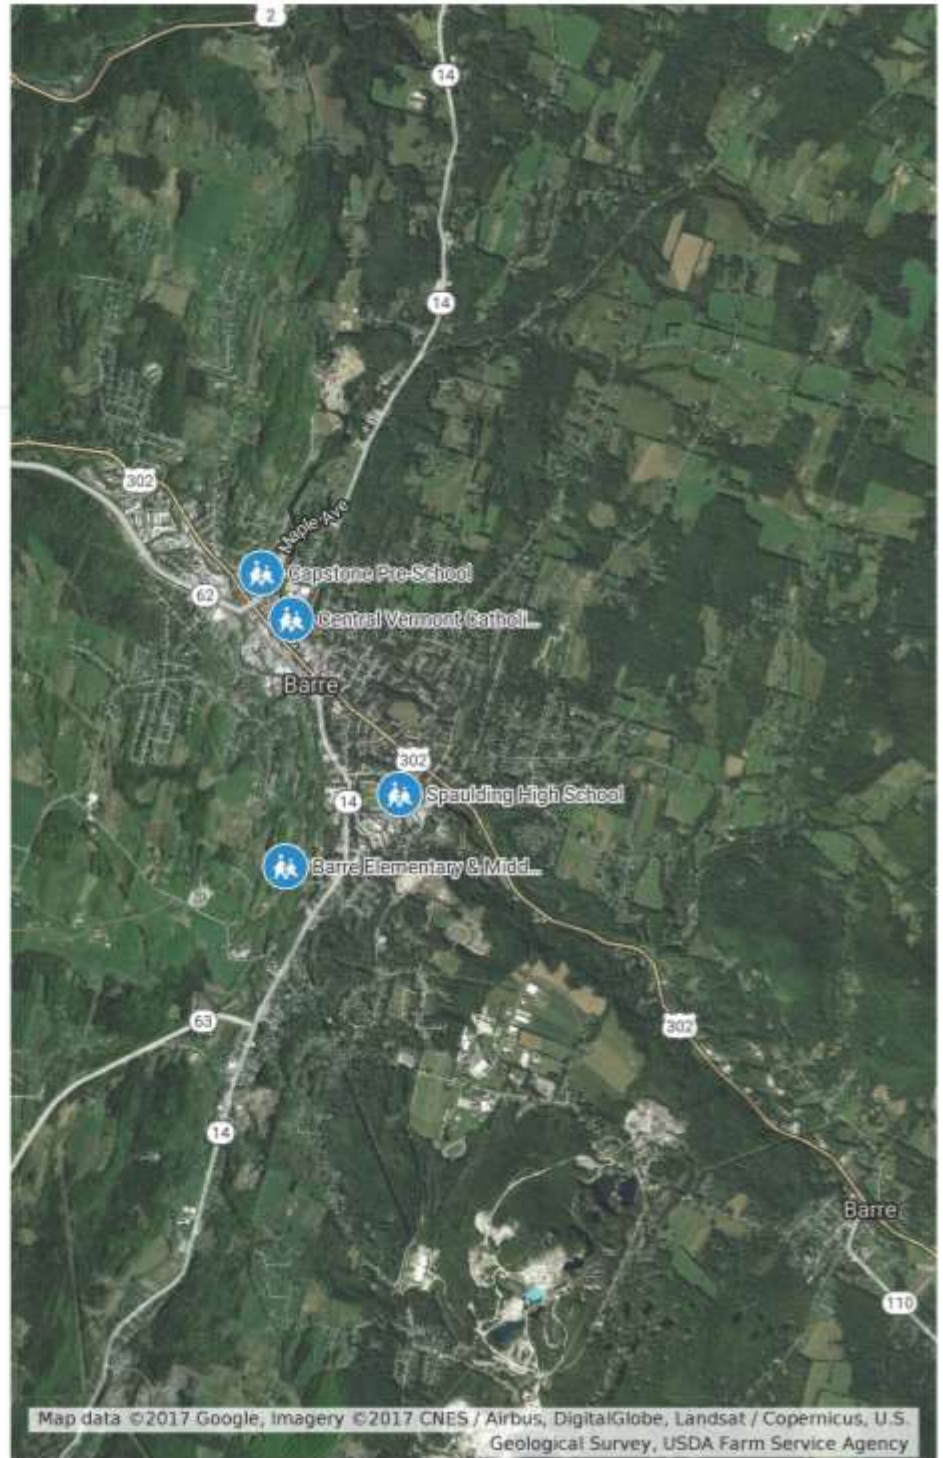 2
14
14
302
Maple Ave
Capstone Pre-School
62
Central Vermont Catholi...
Barre
302
Spaulding High School
14
Barre Elementary & Midd...
63
302
14
Barre
110
Map data ©2017 Google, Imagery ©2017 CNES / Airbus, DigitalGlobe, Landsat / Copernicus, U.S.
Geological Survey, USDA Farm Service Agency